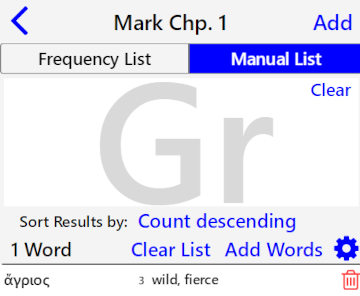 Mark Chp. 1 Add
Frequency List Manual List
Clear
Gr
Sort Results by: Count descending
1 Word Clear List Add Words
ἄγριος 3 wild, fierce